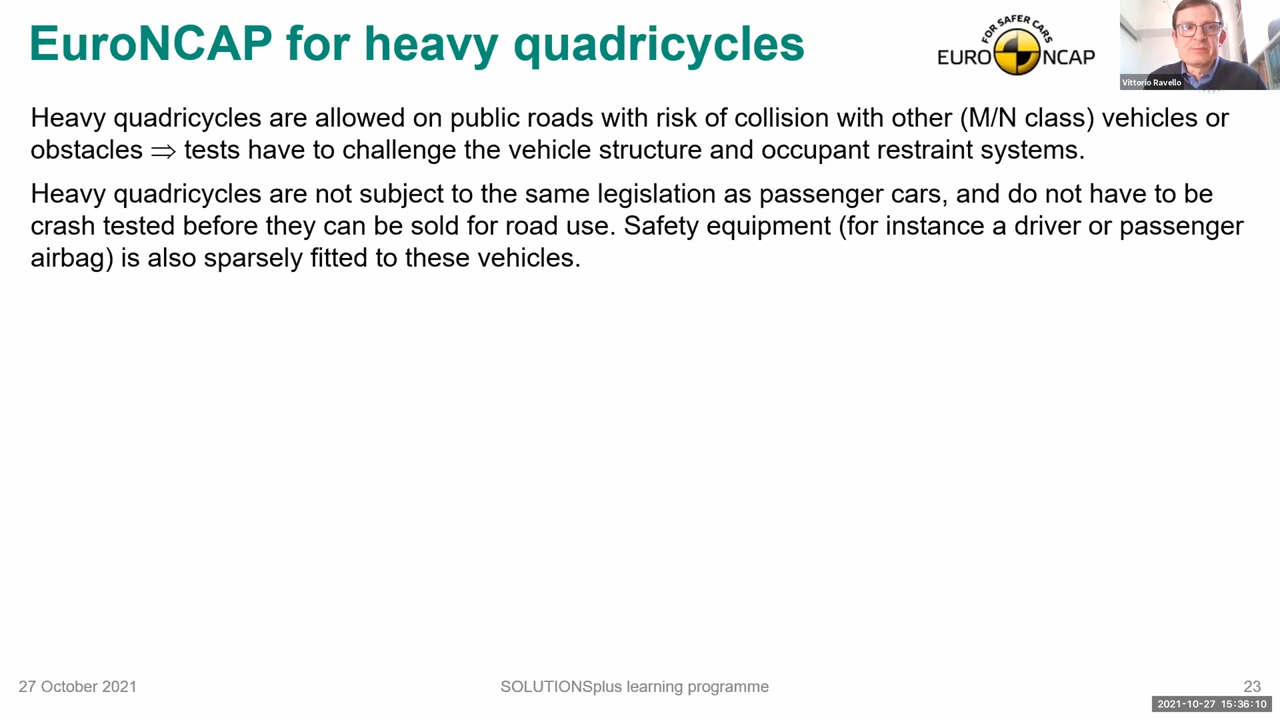 EuroNCAP for heavy quadricycles
FOR SAFER CARS
EURO NCAP
Vittorio Ravello
Heavy quadricycles are allowed on public roads with risk of collision with other (M/N class) vehicles or
obstacles ⇒ tests have to challenge the vehicle structure and occupant restraint systems.
Heavy quadricycles are not subject to the same legislation as passenger cars, and do not have to be
crash tested before they can be sold for road use. Safety equipment (for instance a driver or passenger
airbag) is also sparsely fitted to these vehicles.
27 October 2021
SOLUTIONSplus learning programme
23
2021-10-27 15:36:10